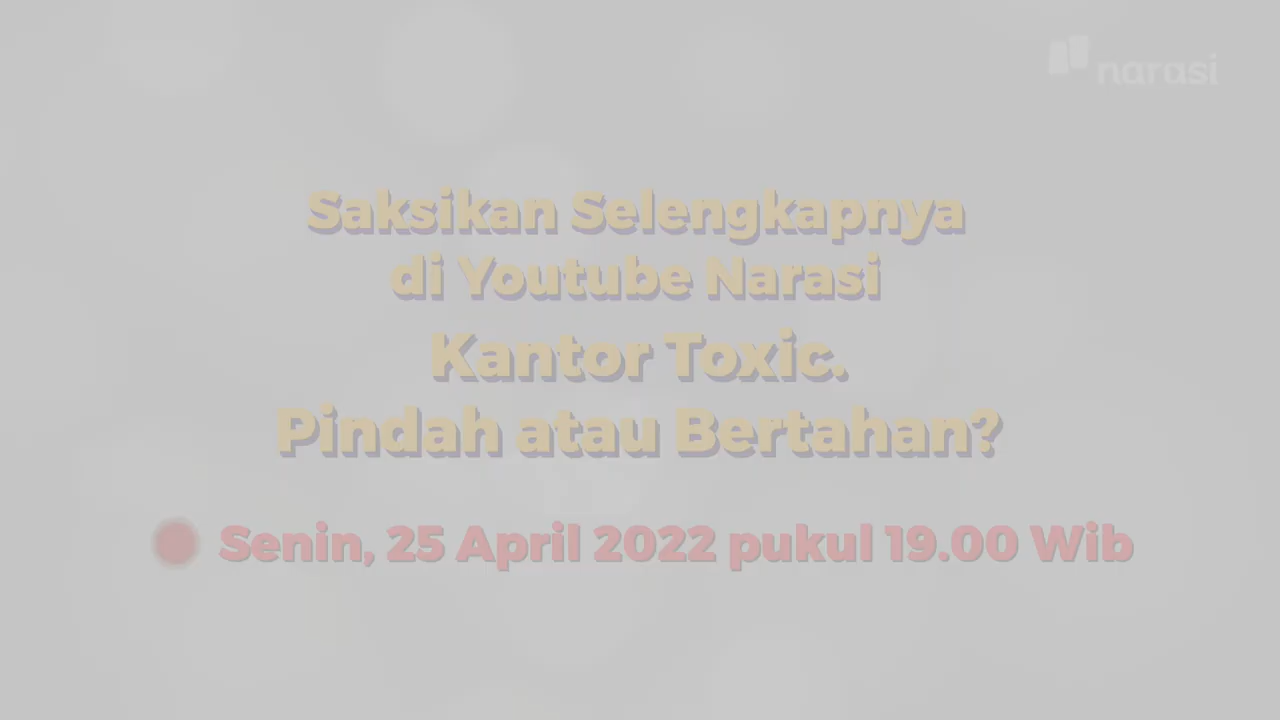 narasi
Saksikan Selengkapnya
di Youtube Narasi
Kantor Toxic.
Pindah atau Bertahan?
Senin, 25 April 2022 pukul 19.00 Wib